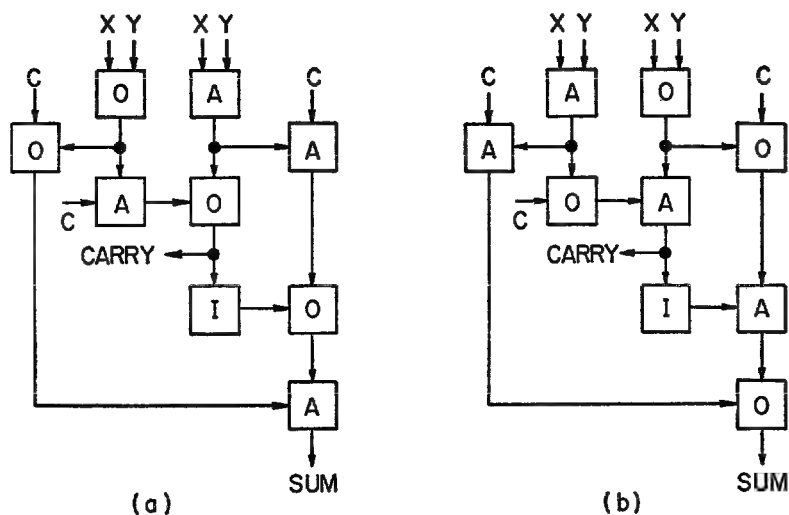 X Y X Y X Y X Y
C O A C C A O C
O A A O
A O O A
C C
CARRY CARRY
I O I A
A O
SUM SUM
(a) (b)